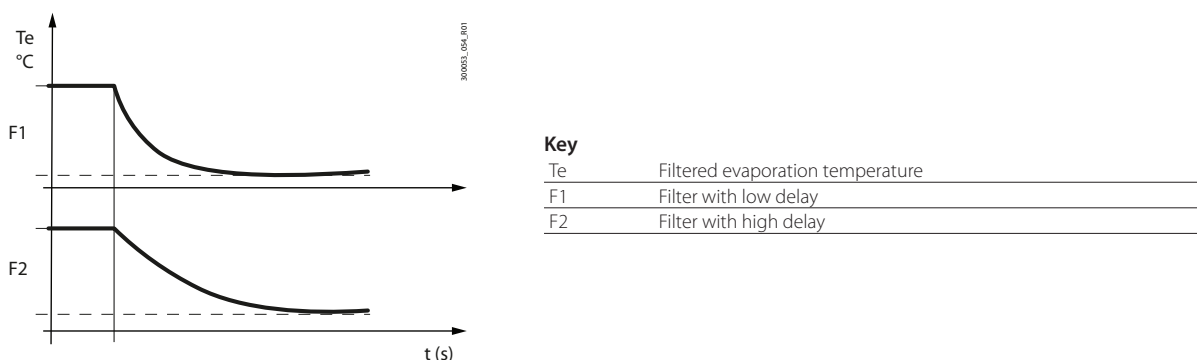 Te
°C
F1
F2
t (s)
300053_054_R01
Key
Te Filtered evaporation temperature
F1 Filter with low delay
F2 Filter with high delay